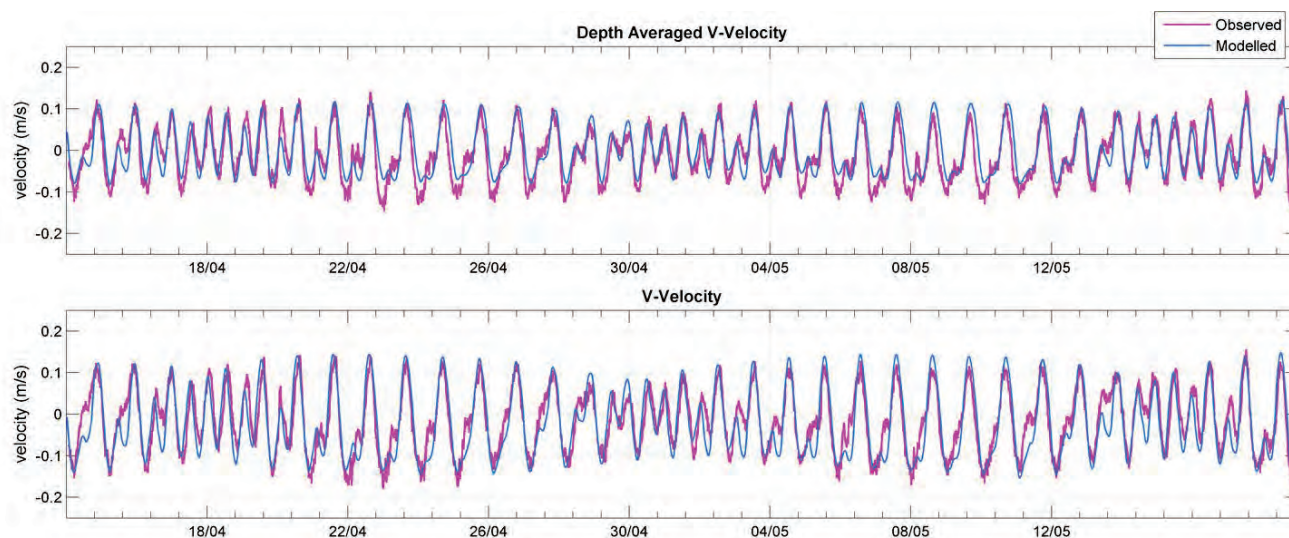 Depth Averaged V-Velocity
Observed
Modelled
velocity (m/s)
0.2
0.1
0
-0.1
-0.2
18/04 22/04 26/04 30/04 04/05 08/05 12/05
V-Velocity
velocity (m/s)
0.2
0.1
0
-0.1
-0.2
18/04 22/04 26/04 30/04 04/05 08/05 12/05